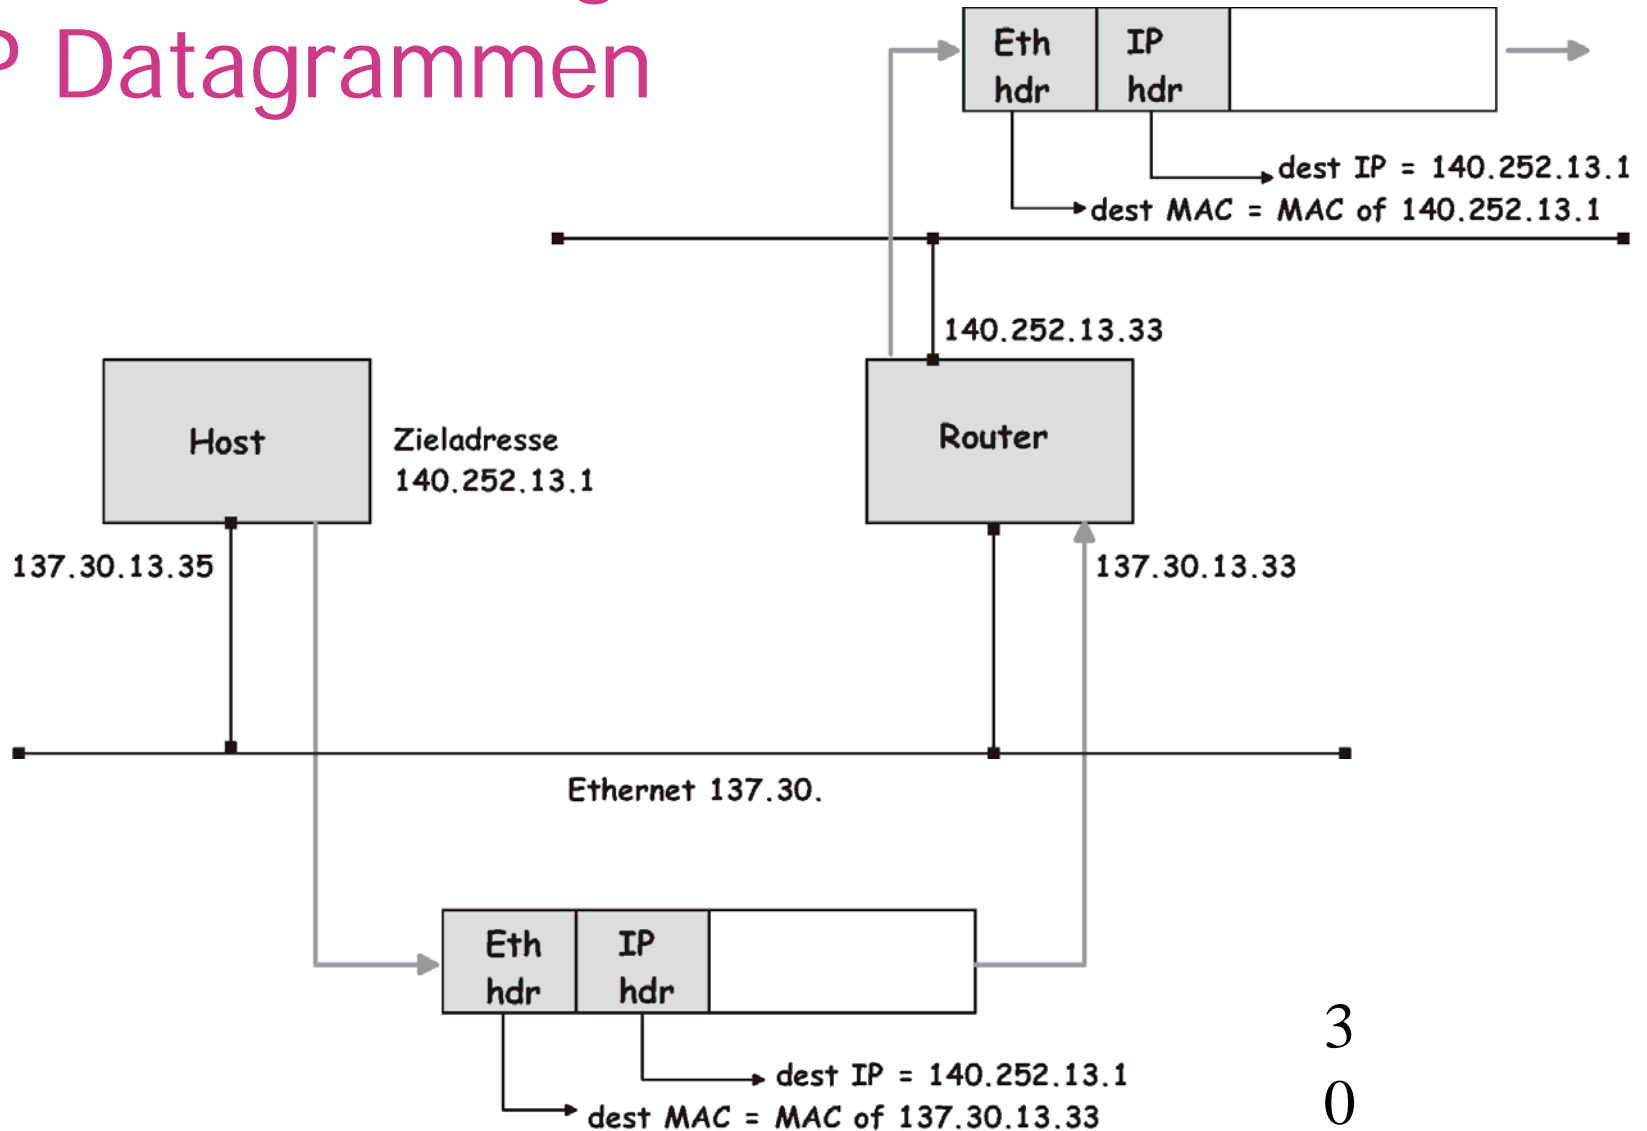 P Datagrammen
Eth IP
hdr hdr
dest IP = 140.252.13.1
dest MAC = MAC of 140.252.13.1
140.252.13.33
Host
Zieladresse
140.252.13.1
Router
137.30.13.35
137.30.13.33
Ethernet 137.30.
Eth IP
hdr hdr
dest IP = 140.252.13.1
dest MAC = MAC of 137.30.13.33
3
0